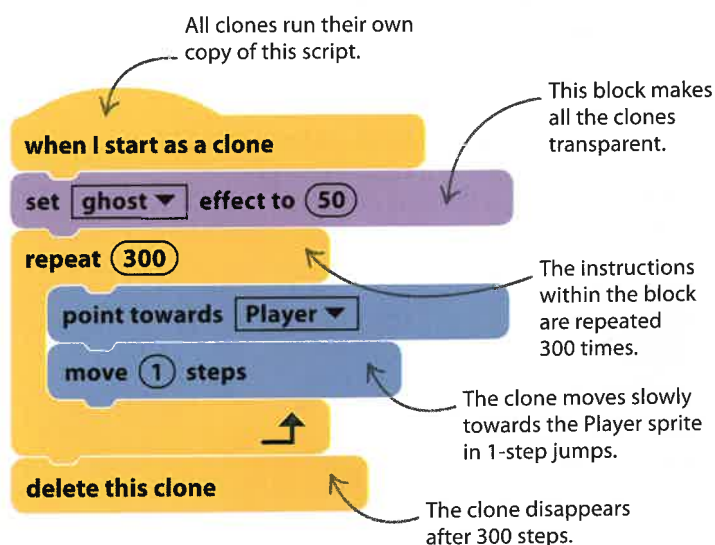 All clones run their own
copy of this script.
This block makes
all the clones
transparent.
when I start as a clone
set ghost effect to 50
repeat 300
The instructions
within the block
are repeated
300 times.
point towards Player
move 1 steps
The clone moves slowly
towards the Player sprite
in 1-step jumps.
delete this clone
The clone disappears
after 300 steps.